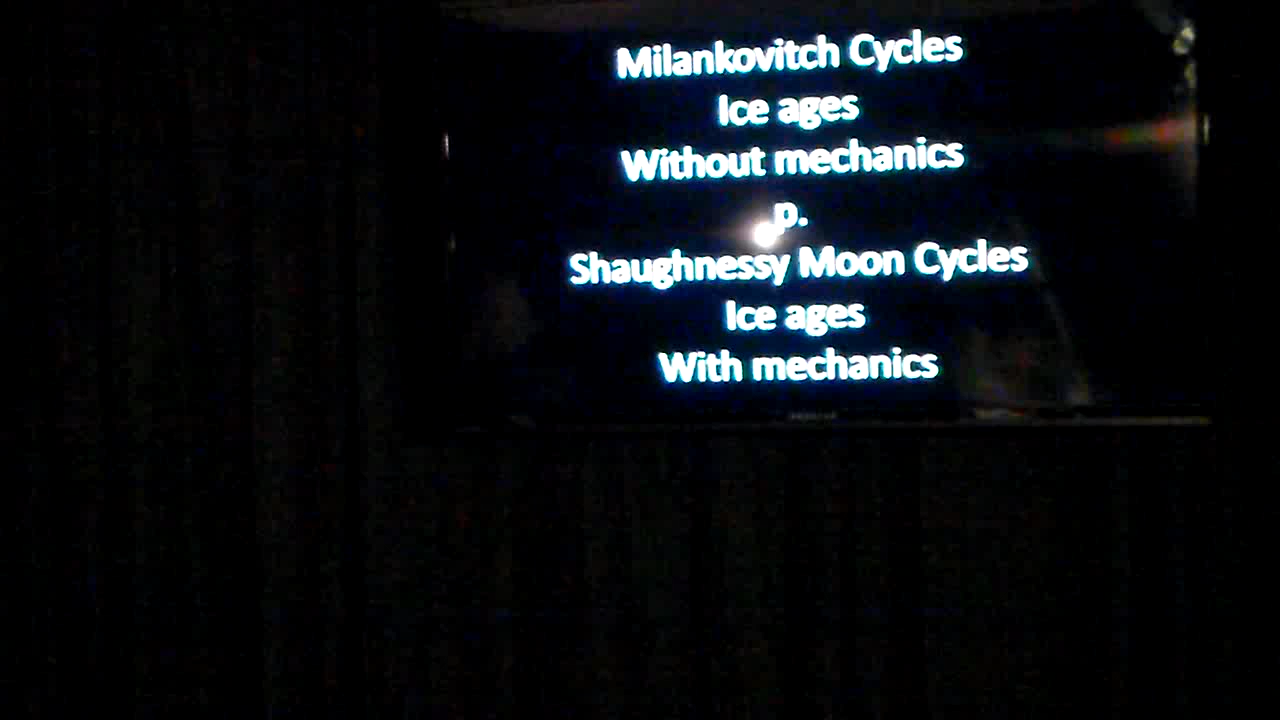 Milankovitch Cycles
Ice ages
Without mechanics
p.
Shaughnessy Moon Cycles
Ice ages
With mechanics